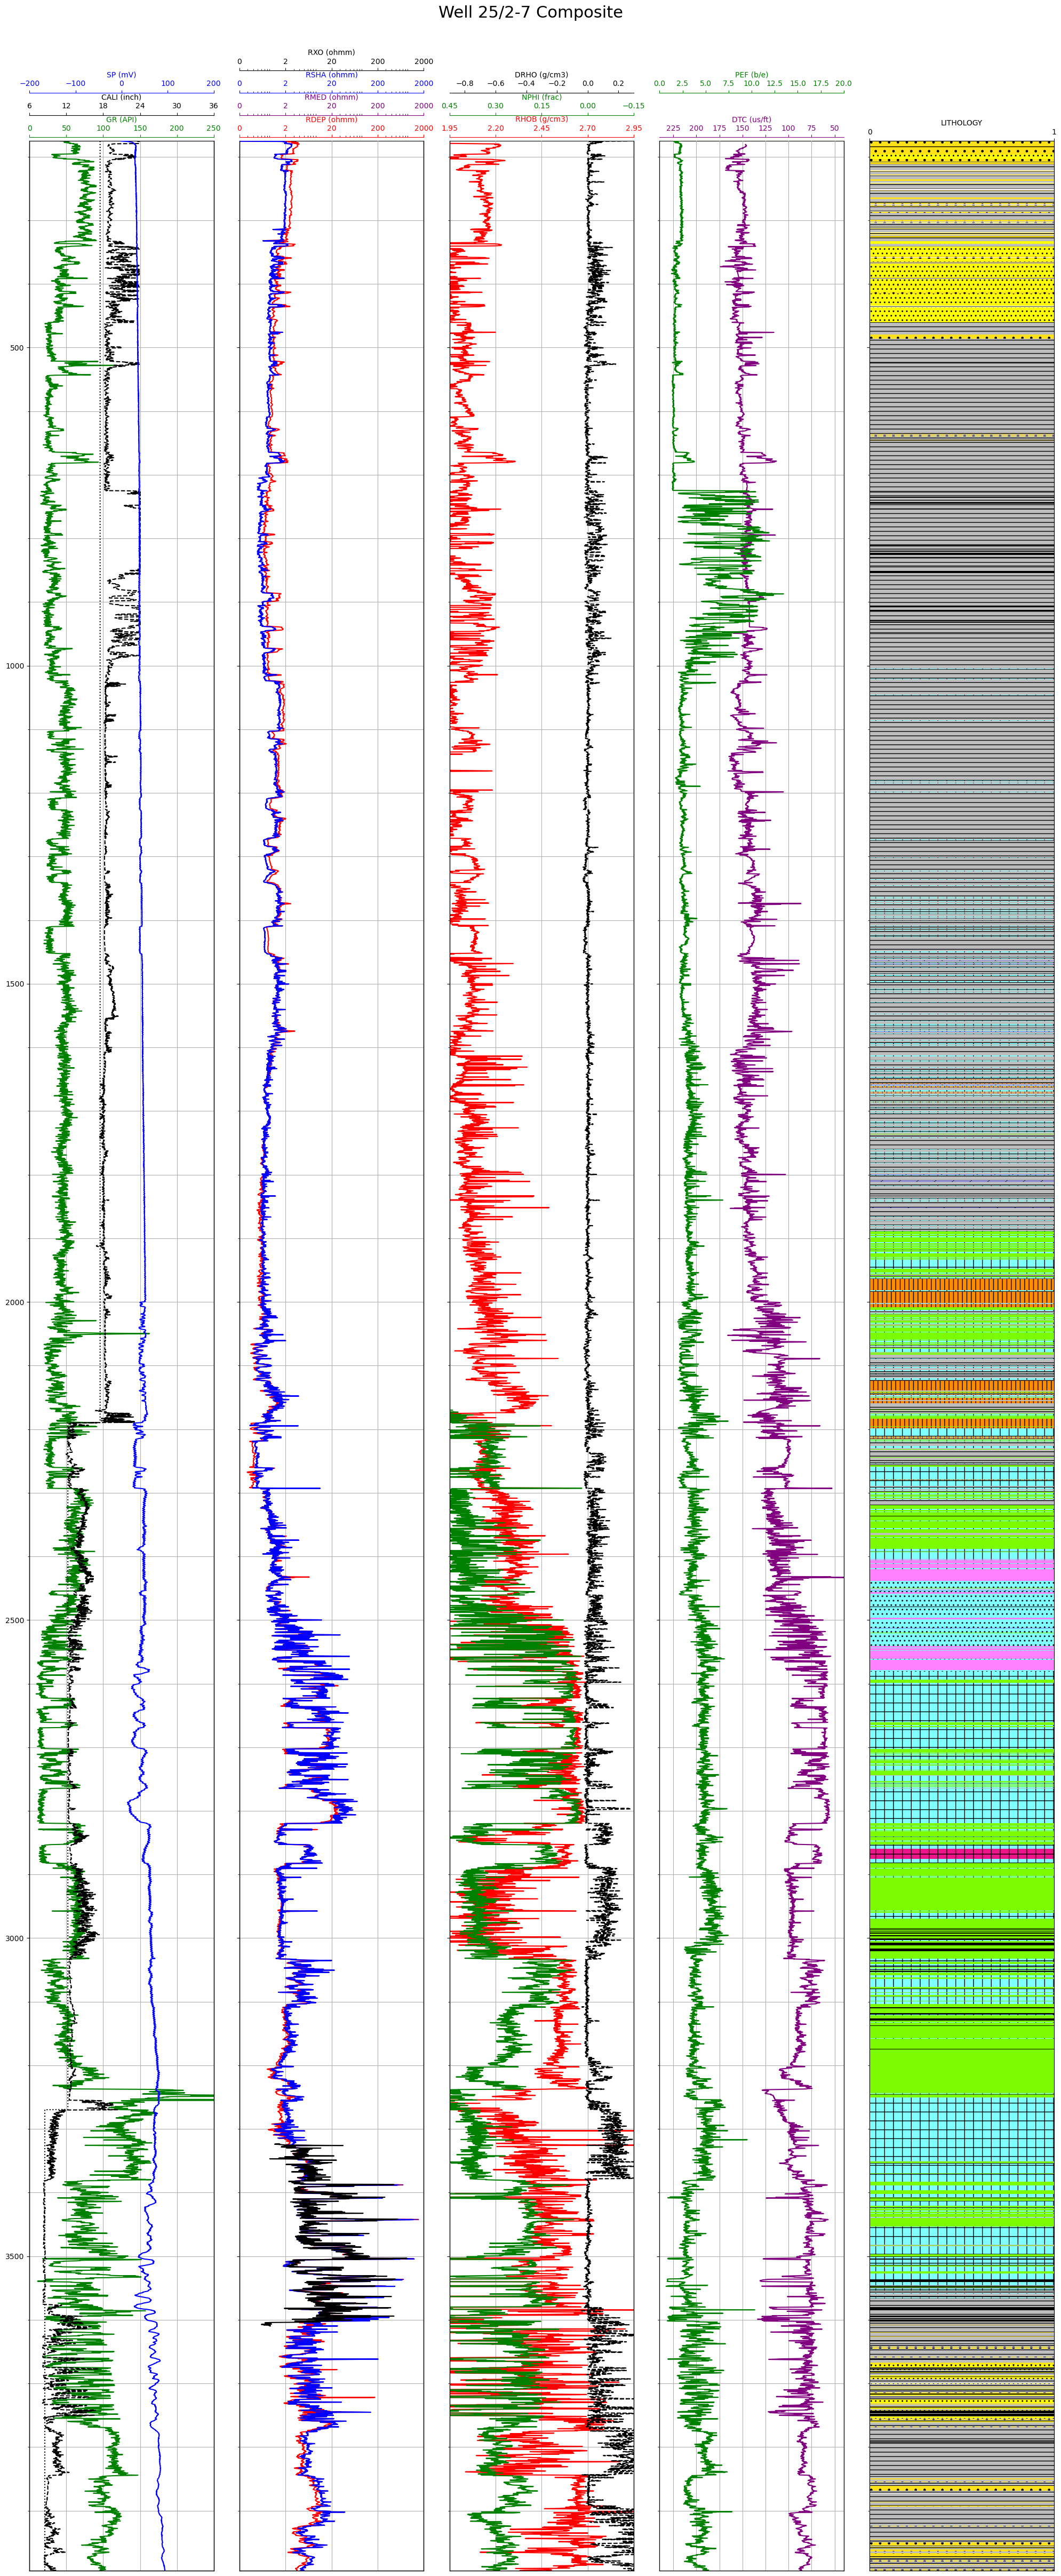 Well 25/2-7 Composite
RXO (ohmm)
0 2 20 200 2000
SP (mV) RSHA (ohmm) DRHO (g/cm3) PEF (b/e)
−200 −100 0 100 200 0 2 20 200 2000 −0.8 −0.6 −0.4 −0.2 0.0 0.2 0.0 2.5 5.0 7.5 10.0 12.5 15.0 17.5 20.0
CALI (inch) RMED (ohmm) NPHI (frac)
6 12 18 24 30 36 0 2 20 200 2000 0.45 0.30 0.15 0.00 −0.15
GR (API) RDEP (ohmm) RHOB (g/cm3) DTC (us/ft) LITHOLOGY
0 50 100 150 200 250 0 2 20 200 2000 1.95 2.20 2.45 2.70 2.95 225 200 175 150 125 100 75 50 0 1
500
1000
1500
2000
2500
3000
3500